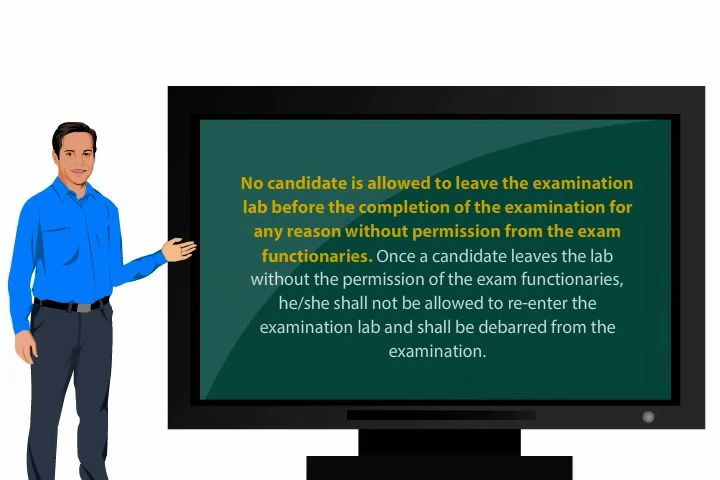 No candidate is allowed to leave the examination
lab before the completion of the examination for
any reason without permission from the exam
functionaries. Once a candidate leaves the lab
without the permission of the exam functionaries,
he/she shall not be allowed to re-enter the
examination lab and shall be debarred from the
examination.